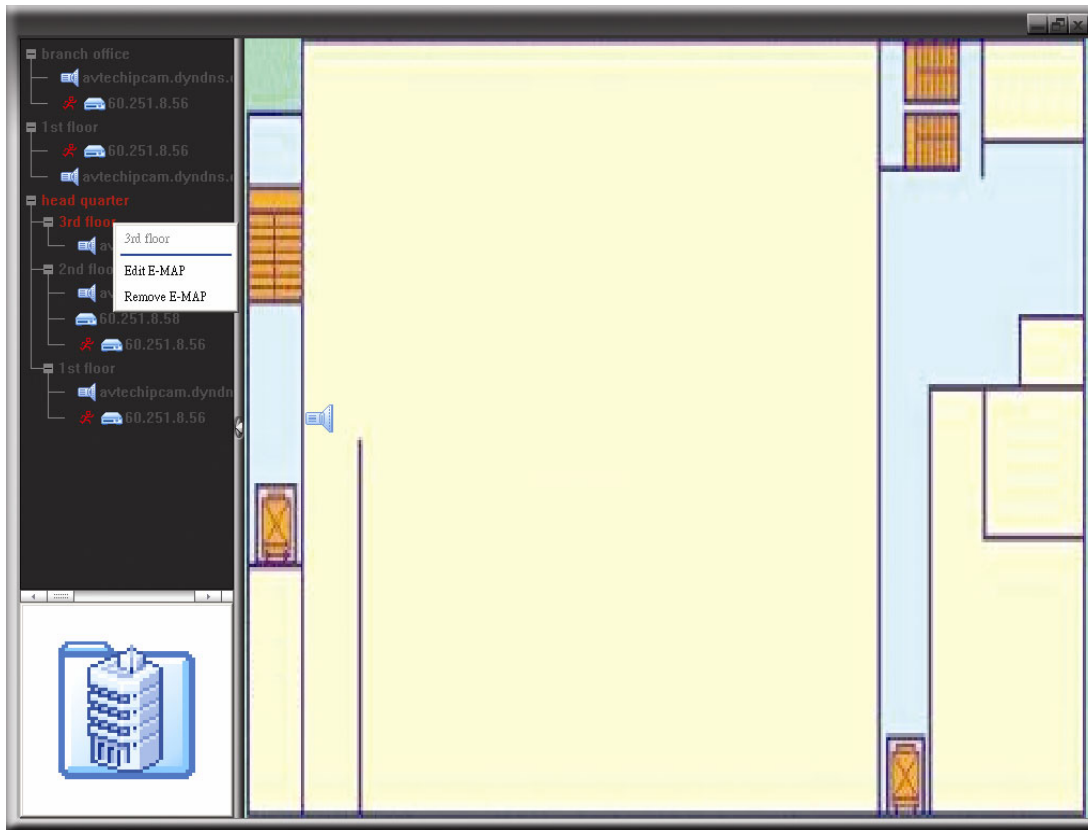 branch office
avtechipcam.dyndns.
60.251.8.56
1st floor
60.251.8.56
avtechipcam.dyndns.
head quarter
3rd floor
av
3rd floor
Edit E-MAP
Remove E-MAP
2nd floo
av
60.251.8.58
60.251.8.56
1st floor
avtechipcam.dyndn
60.251.8.56